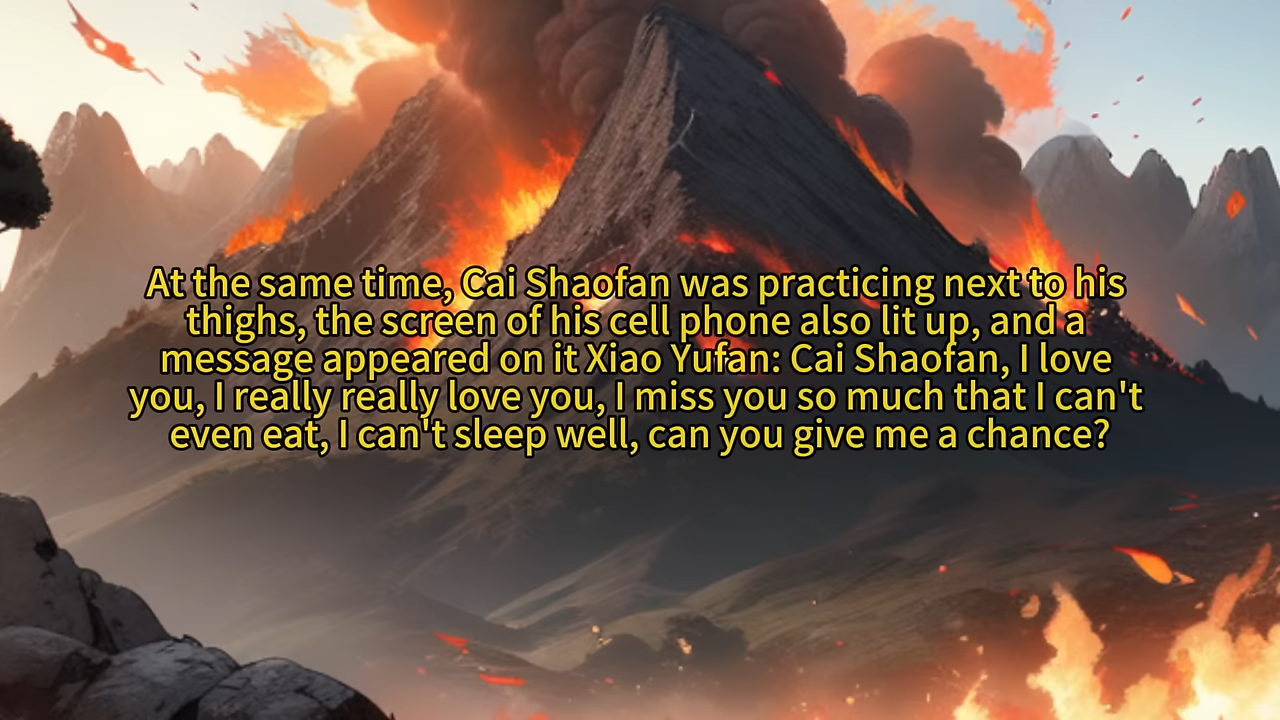 At the same time, Cai Shaofan was practicing next to his
thighs, the screen of his cell phone also lit up, and a
message appeared on it Xiao Yufan: Cai Shaofan, I love
you, I really really love you, I miss you so much that I can't
even eat, I can't sleep well, can you give me a chance?